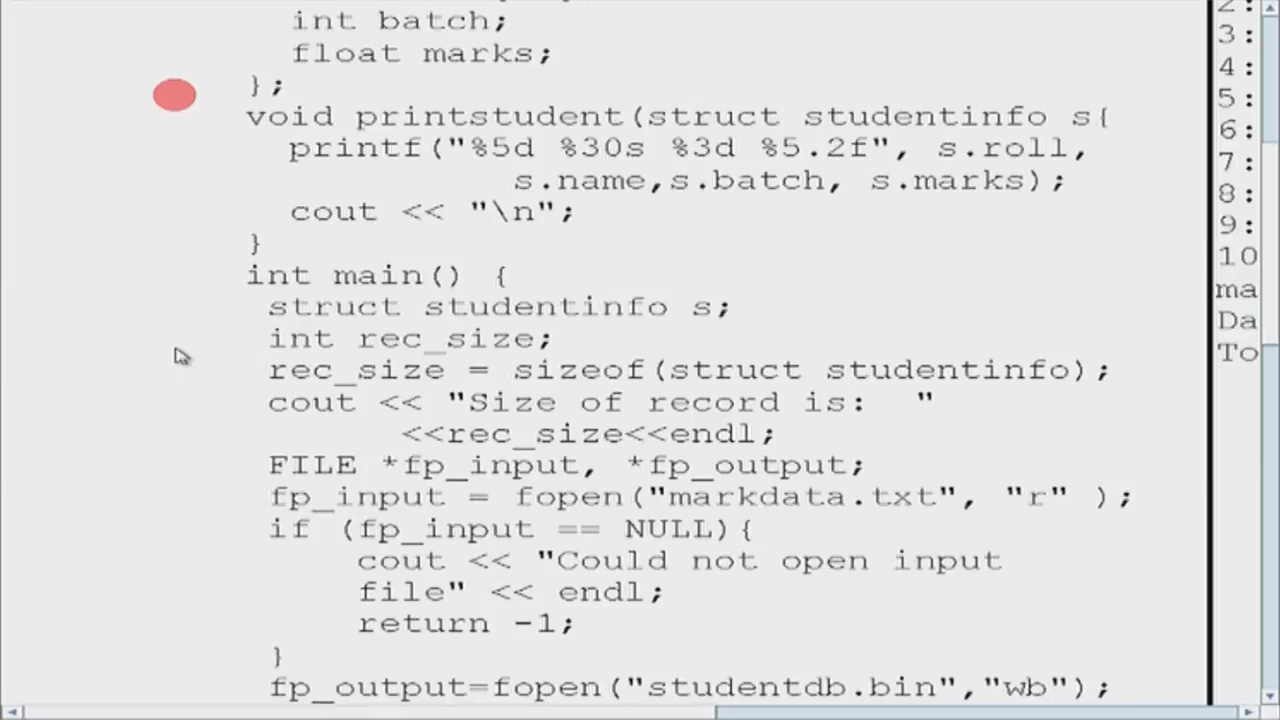 int batch;
float marks;
};
void printstudent(struct studentinfo s{
printf("%5d %30s %3d %5.2f", s.roll,
s.name,s.batch, s.marks);
cout << "\n";
}
int main() {
struct studentinfo s;
int rec_size;
rec_size = sizeof(struct studentinfo);
cout << "Size of record is:  "
<<rec_size<<endl;
FILE *fp_input, *fp_output;
fp_input = fopen("markdata.txt", "r" );
if (fp_input == NULL){
cout << "Could not open input
file" << endl;
return -1;
}
fp_output=fopen("studentdb.bin","wb");
2:
3:
4:
5:
6:
7:
8:
9:
10
ma
Da
To